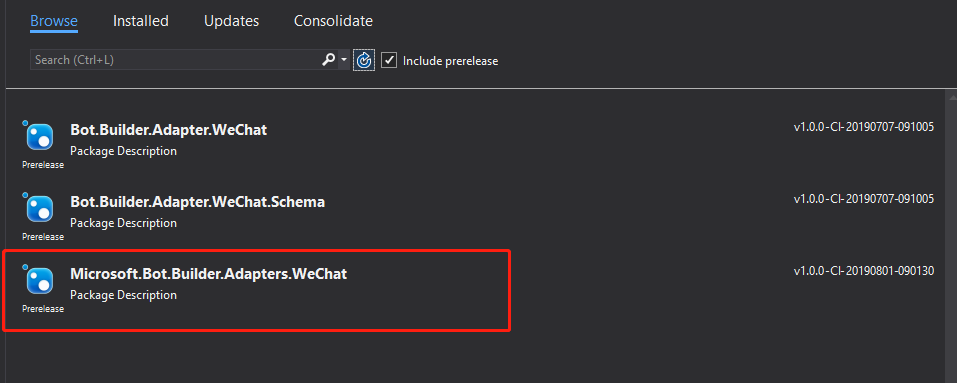 Browse Installed Updates Consolidate
Search (Ctrl+L) Include prerelease
Bot.Builder.Adapter.WeChat v1.0.0-CI-20190707-091005
Package Description
Prerelease
Bot.Builder.Adapter.WeChat.Schema v1.0.0-CI-20190707-091005
Package Description
Prerelease
Microsoft.Bot.Builder.Adapters.WeChat v1.0.0-CI-20190801-090130
Package Description
Prerelease